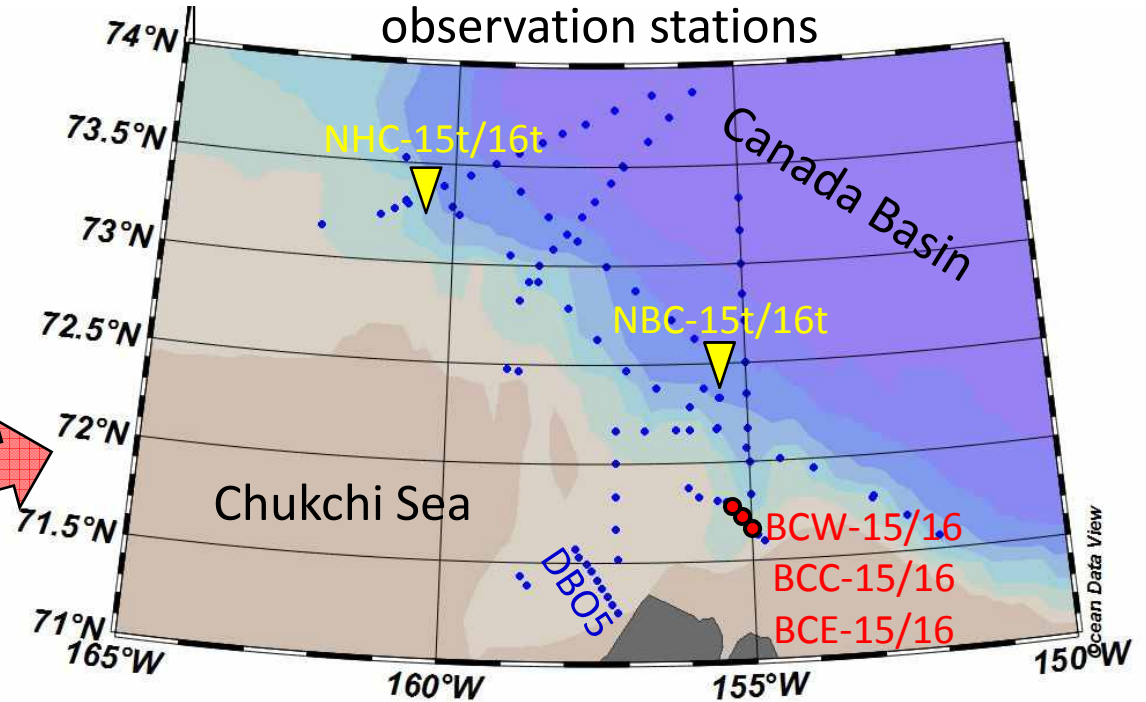 observation stations
74°N
73.5°N
73°N
72.5°N
72°N
71.5°N
71°N
165°W
160°W
155°W
150°W
NHC-15t/16t
Canada Basin
NBC-15t/16t
Chukchi Sea
BCW-15/16
BCC-15/16
BCE-15/16
DBO5
Ocean Data View